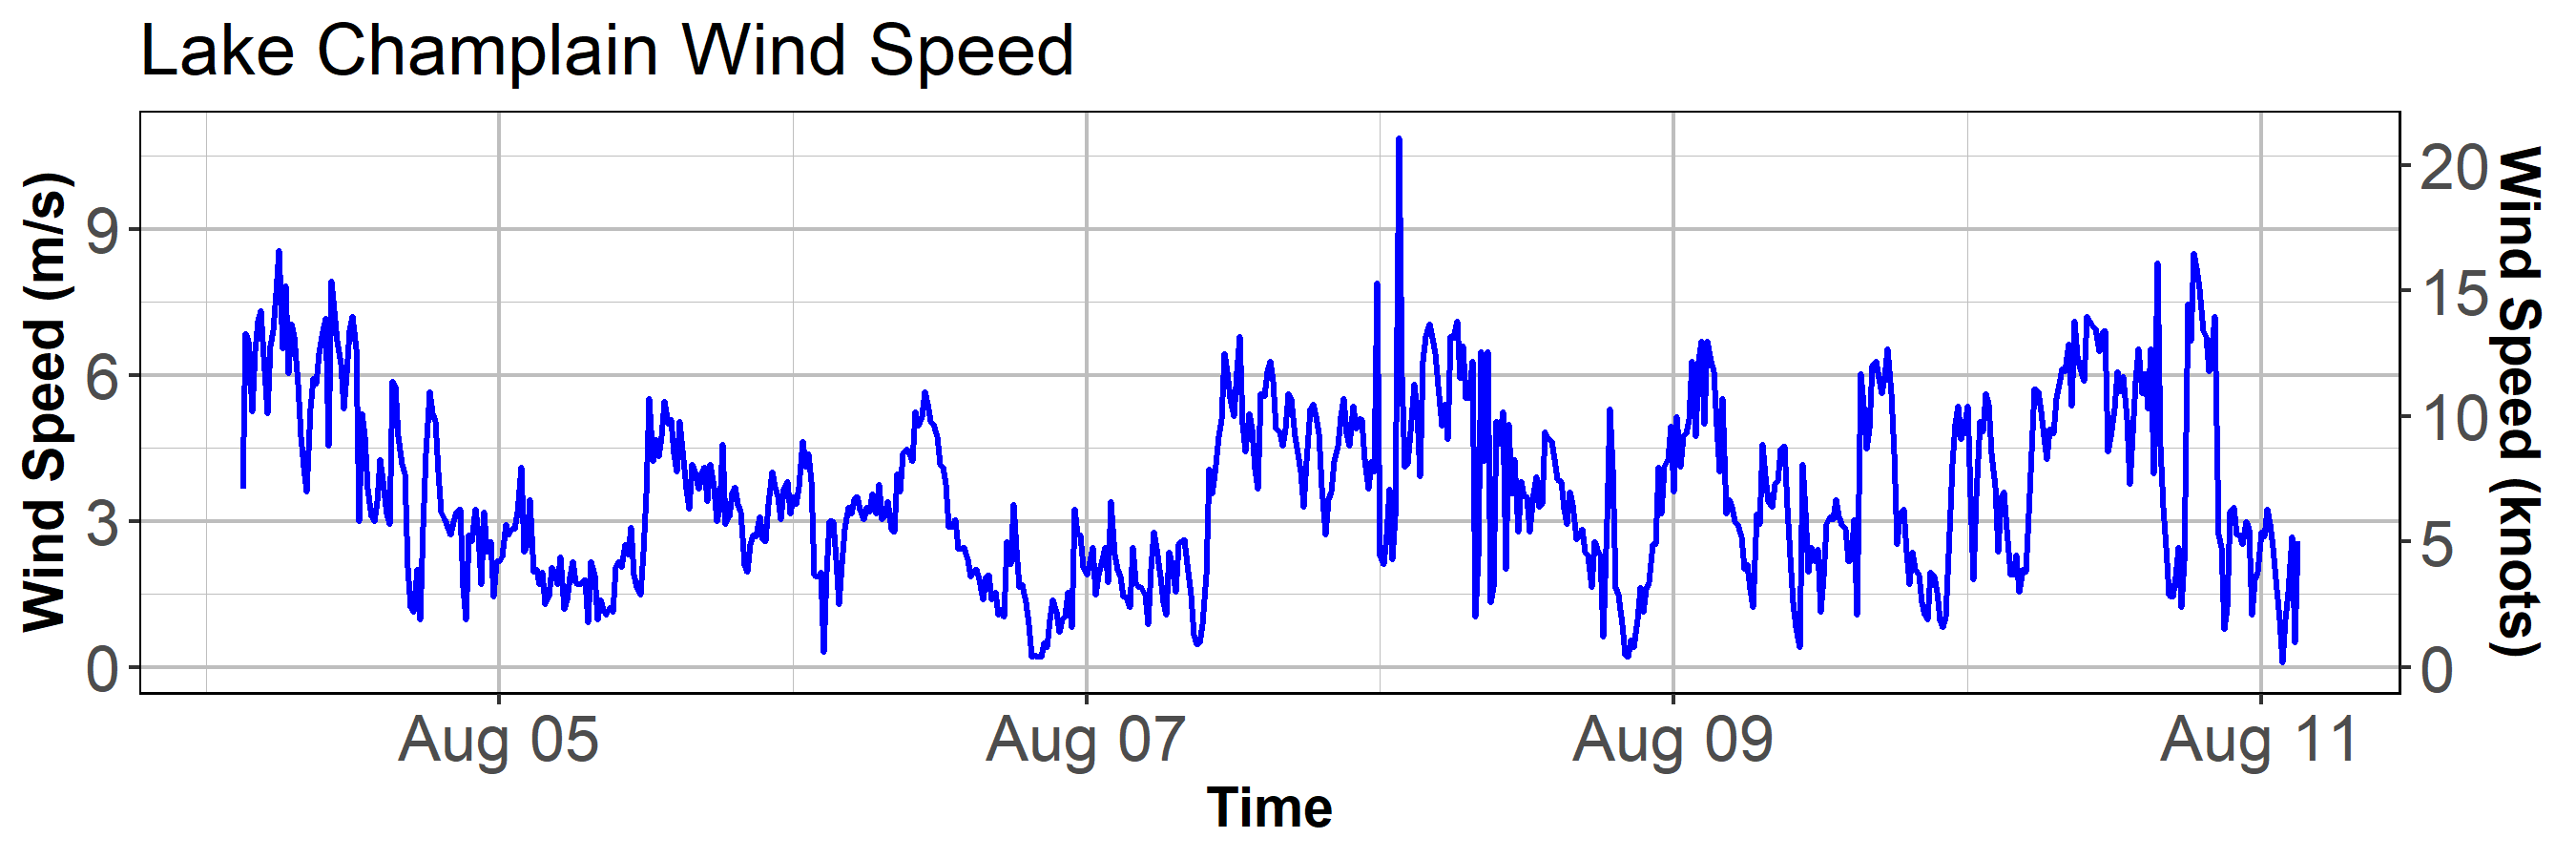 Lake Champlain Wind Speed
Wind Speed (m/s)
9
6
3
0
20
15
10
5
0
Wind Speed (knots)
Aug 05
Aug 07
Aug 09
Aug 11
Time